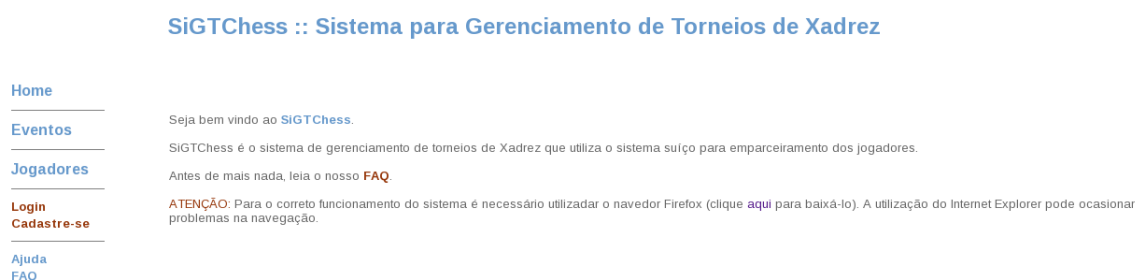 SiGTChess :: Sistema para Gerenciamento de Torneios de Xadrez
Home
Eventos
Jogadores
Login
Cadastre-se
Ajuda
FAQ
Seja bem vindo ao SiGTChess.
SiGTChess é o sistema de gerenciamento de torneios de Xadrez que utiliza o sistema suíço para emparceiramento dos jogadores.
Antes de mais nada, leia o nosso FAQ.
ATENÇÃO: Para o correto funcionamento do sistema é necessário utilizadar o navedor Firefox (clique aqui para baixá-lo). A utilização do Internet Explorer pode ocasionar
problemas na navegação.